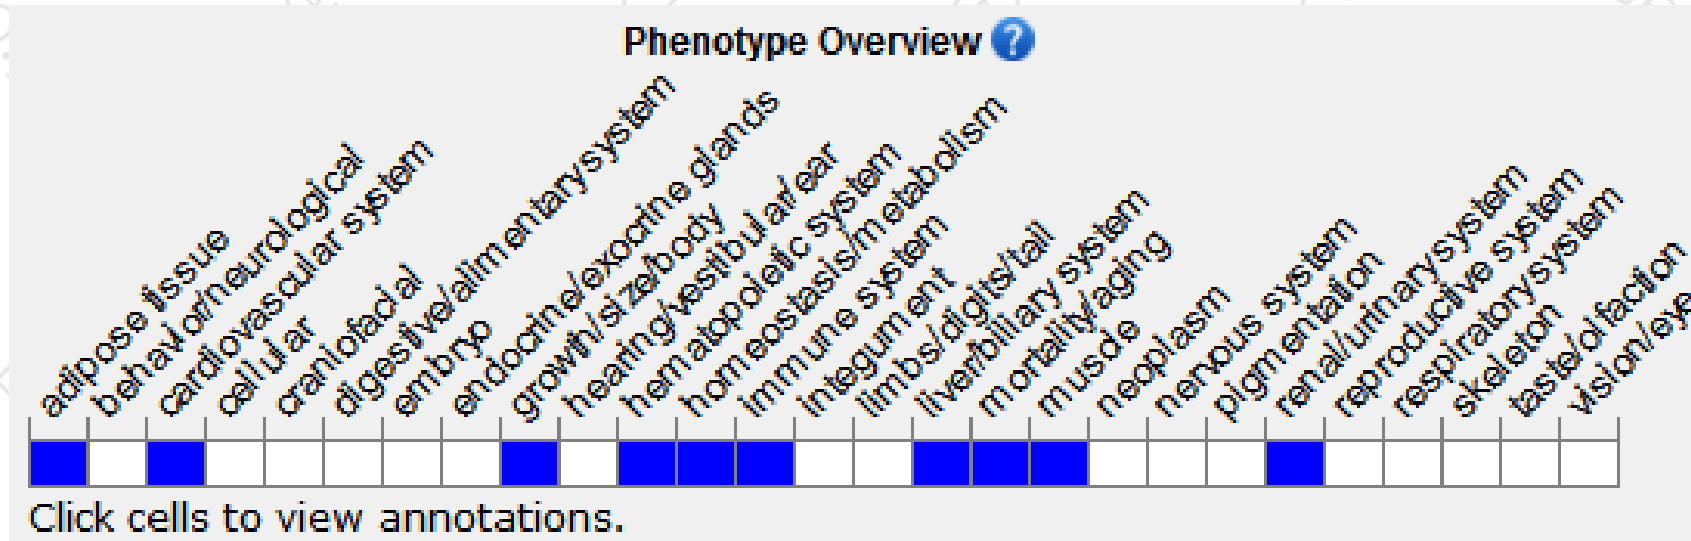 Phenotype Overview ?
adipose tissue
behavior/neurological
cardiovascular system
cellular
craniofacial
digestive/alimentary system
embryo
endocrine/exocrine glands
growth/size/body
hearing/vestibular/ear
hematopoietic system
homeostasis/metabolism
immune system
integument
limbs/digits/tail
liver/biliary system
mortality/aging
muscle
neoplasm
nervous system
pigmentation
renal/urinary system
reproductive system
respiratory system
skeleton
taste/olfaction
vision/eye
Click cells to view annotations.